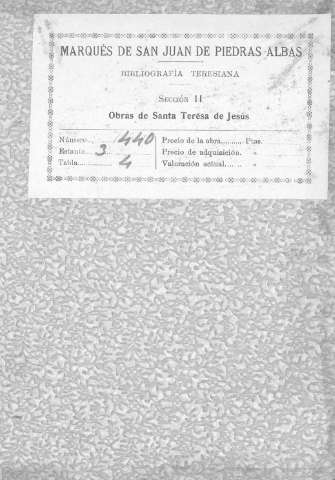 MARQUÉS DE SAN JUAN DE PIEDRAS ALBAS
BIBLIOGRAFÍA TERESIANA
SECCIÓN II
Obras de Santa Teresa de Jesús
Número.. 440 Precio de la obra......... Ptas.
Estante.. 3 Precio de adquisición. »
Tabla......... 4 Valoración actual...... »